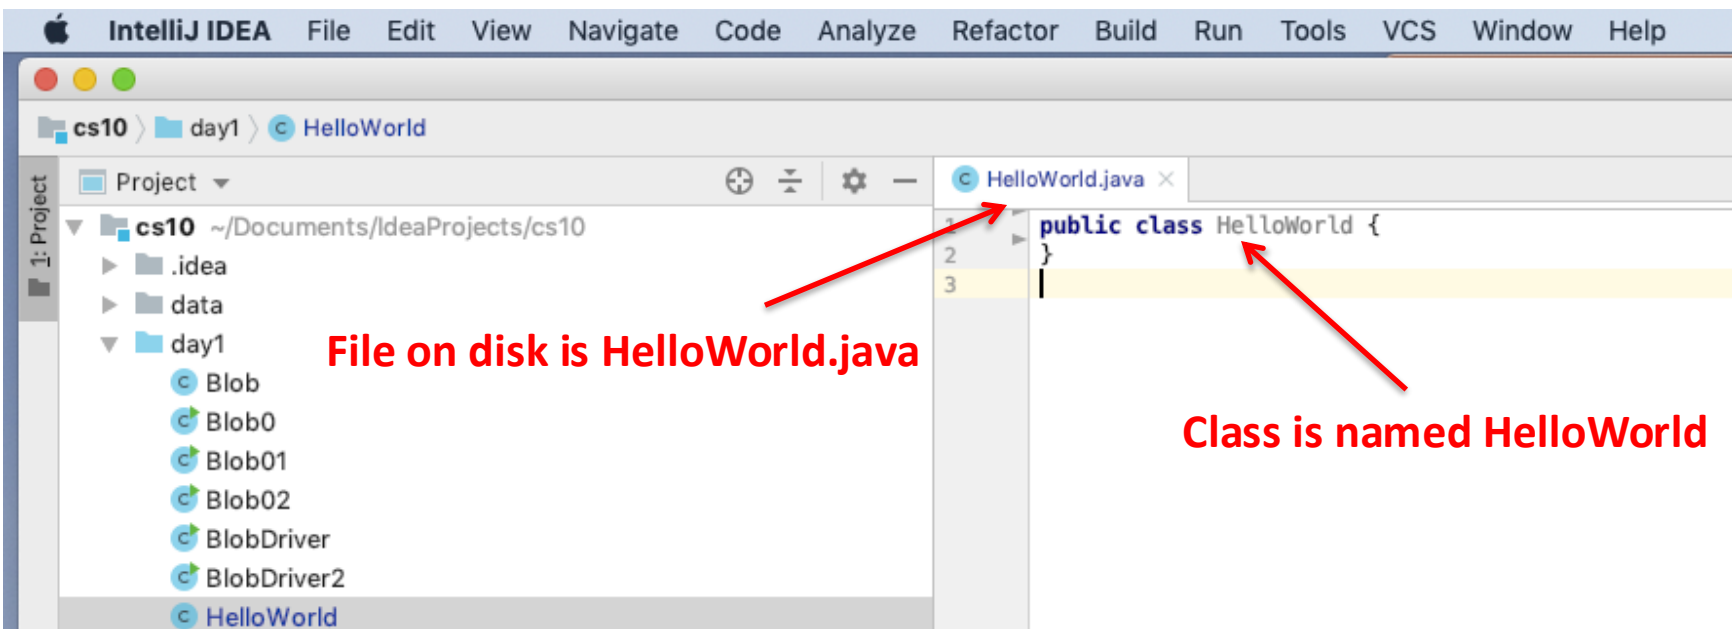 IntelliJ IDEA File Edit View Navigate Code Analyze Refactor Build Run Tools VCS Window Help
cs10 day1 HelloWorld
1: Project
Project
HelloWorld.java
cs10 ~/Documents/IdeaProjects/cs10
.idea
data
day1
Blob
Blob0
Blob01
Blob02
BlobDriver
BlobDriver2
HelloWorld
1 public class HelloWorld {
2 }
3
File on disk is HelloWorld.java
Class is named HelloWorld